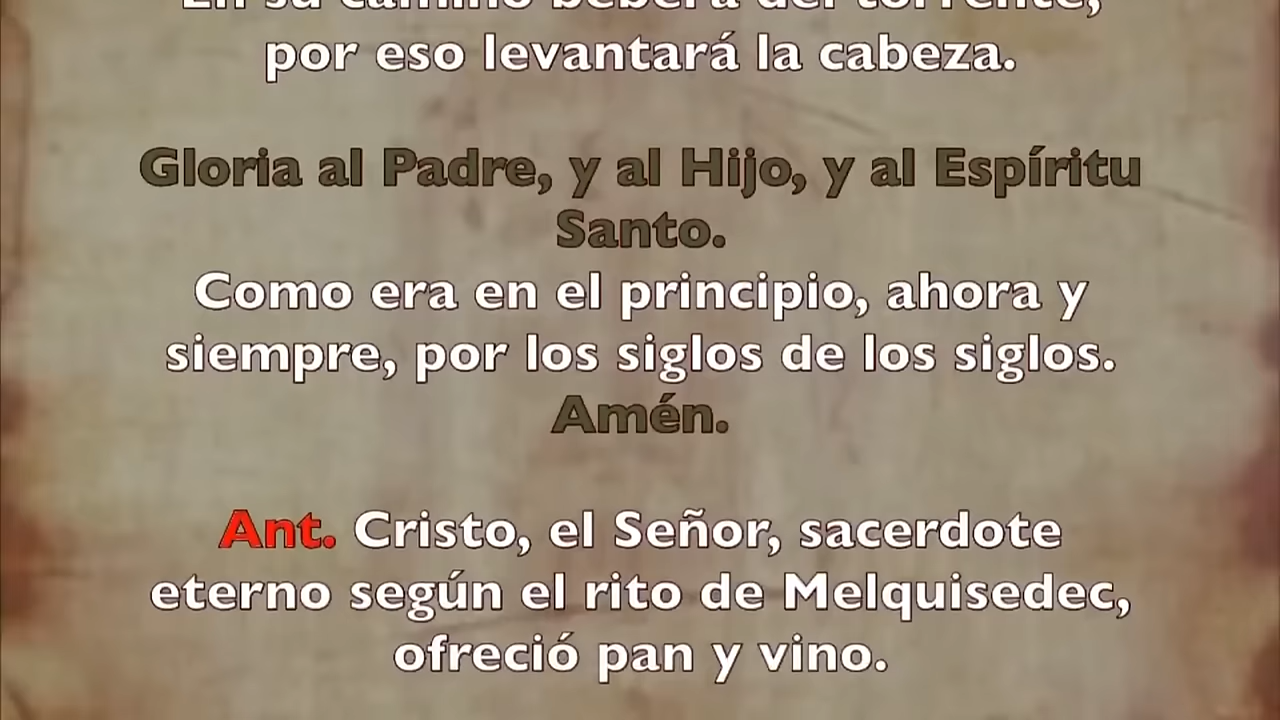 En su camino beberá del torrente,
por eso levantará la cabeza.
Gloria al Padre, y al Hijo, y al Espíritu
Santo.
Como era en el principio, ahora y
siempre, por los siglos de los siglos.
Amén.
Ant. Cristo, el Señor, sacerdote
eterno según el rito de Melquisedec,
ofreció pan y vino.